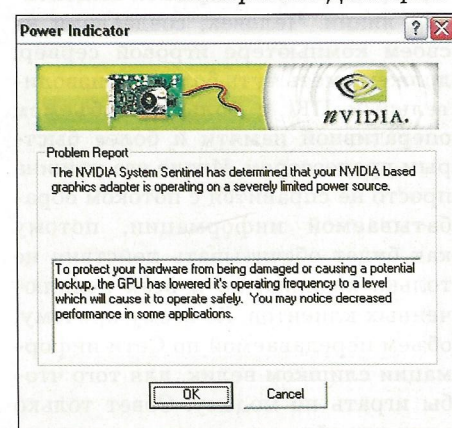 Power Indicator
NVIDIA.
Problem Report
The NVIDIA System Sentinel has determined that your NVIDIA based
graphics adapter is operating on a severely limited power source.
To protect your hardware from being damaged or causing a potential
lockup, the GPU has lowered it's operating frequency to a level
which will cause it to operate safely. You may notice decreased
performance in some applications.
OK
Cancel